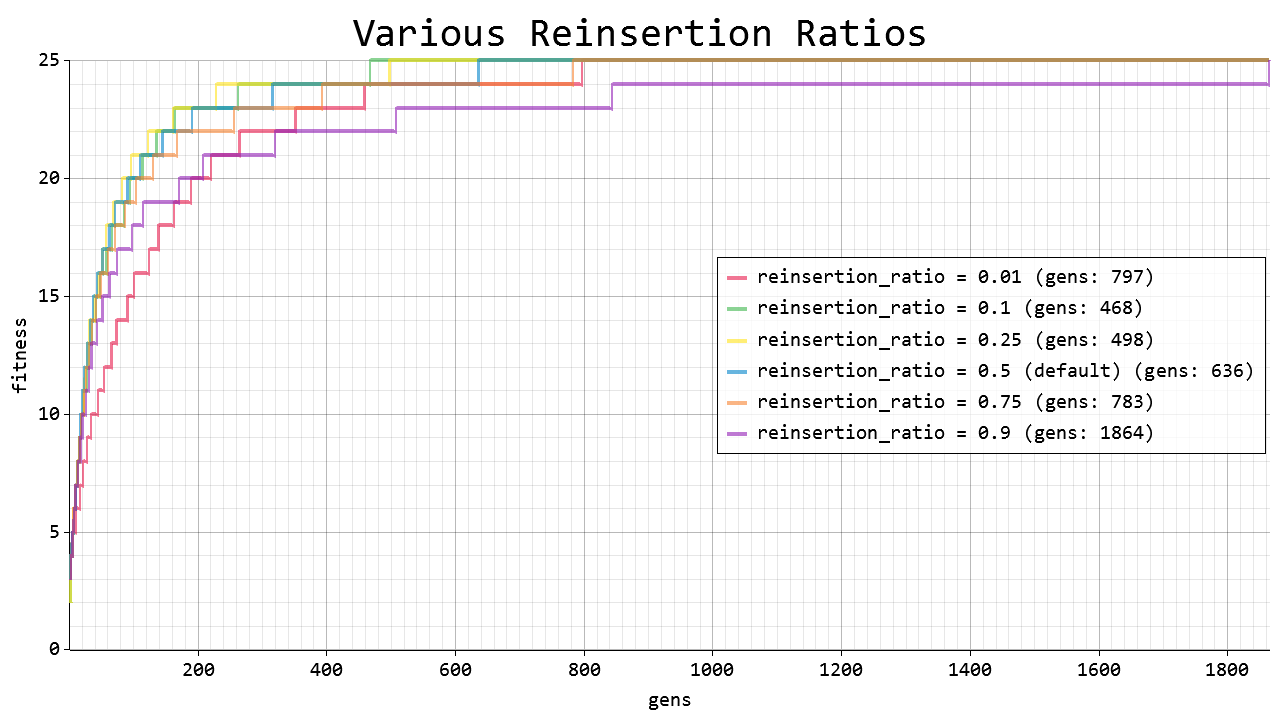 Various Reinsertion Ratios
25
20
15
10
5
0
fitness
reinsertion_ratio = 0.01 (gens: 797)
reinsertion_ratio = 0.1 (gens: 468)
reinsertion_ratio = 0.25 (gens: 498)
reinsertion_ratio = 0.5 (default) (gens: 636)
reinsertion_ratio = 0.75 (gens: 783)
reinsertion_ratio = 0.9 (gens: 1864)
200 400 600 800 1000 1200 1400 1600 1800
gens